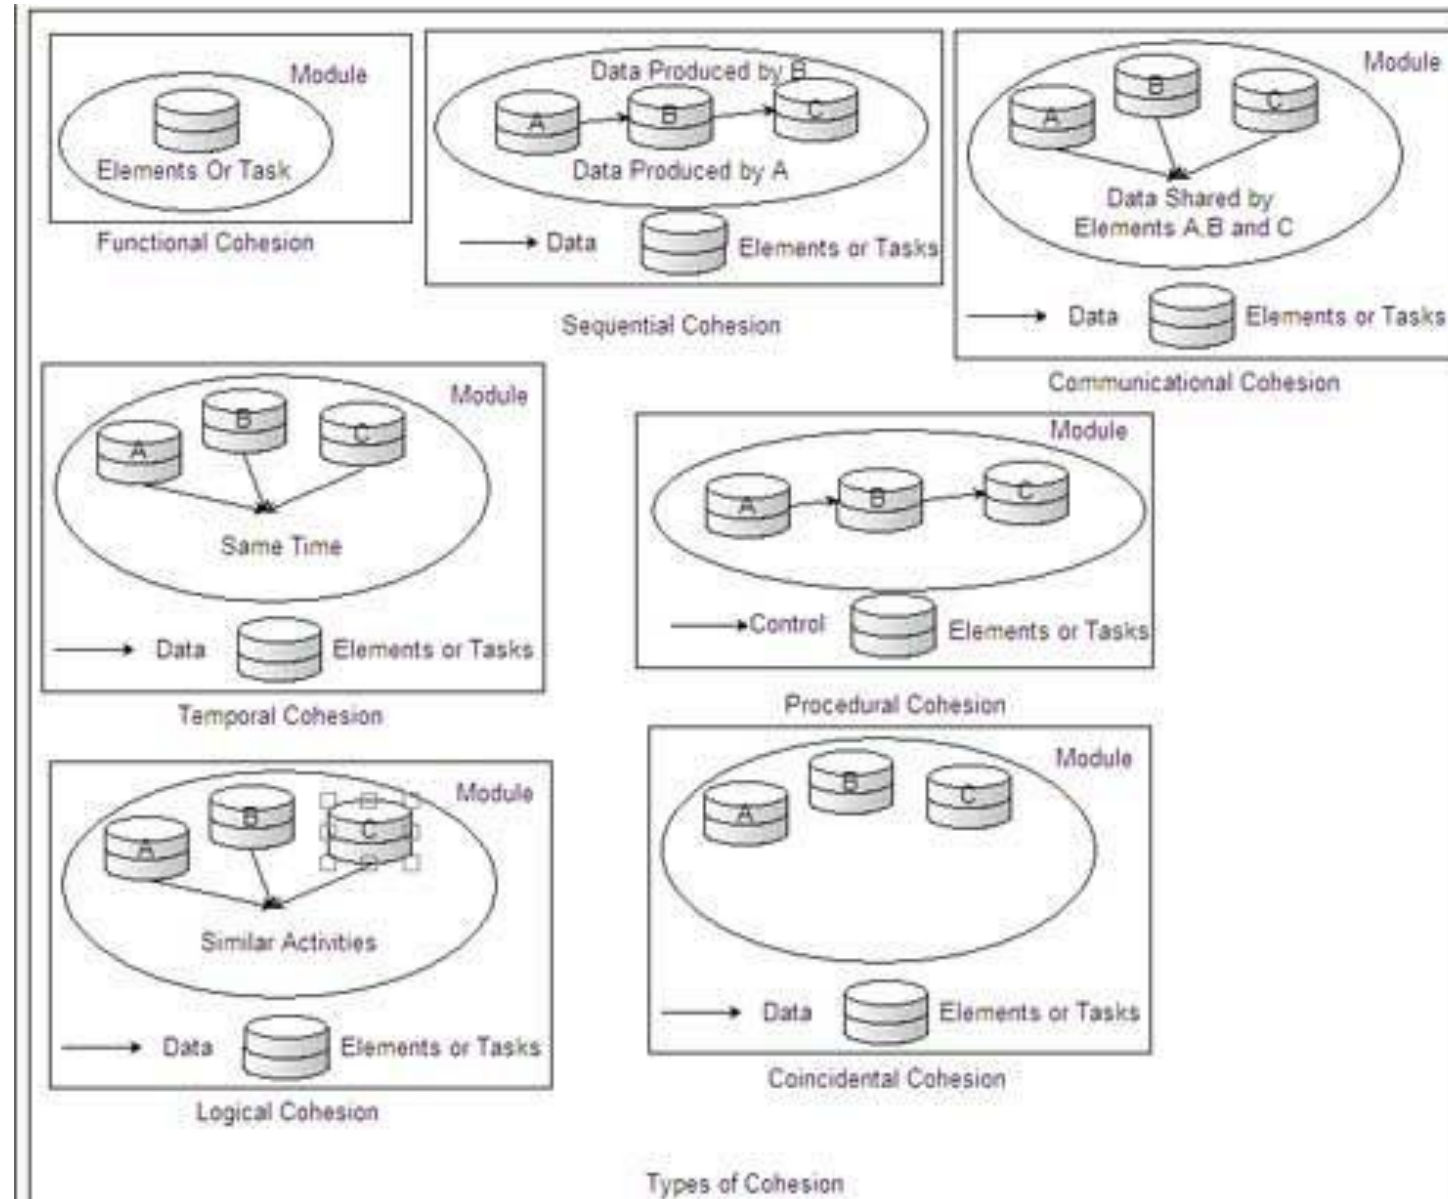 Module
Elements Or Task
Functional Cohesion
Data Produced by B
A
B
C
Data Produced by A
Data
Elements or Tasks
Sequential Cohesion
Module
A
B
C
Data Shared by
Elements A.B and C
Data
Elements or Tasks
Communicational Cohesion
Module
A
B
C
Same Time
Data
Elements or Tasks
Temporal Cohesion
Module
A
B
C
Control
Elements or Tasks
Procedural Cohesion
Module
A
B
C
Similar Activities
Data
Elements or Tasks
Logical Cohesion
Module
A
B
C
Data
Elements or Tasks
Coincidental Cohesion
Types of Cohesion